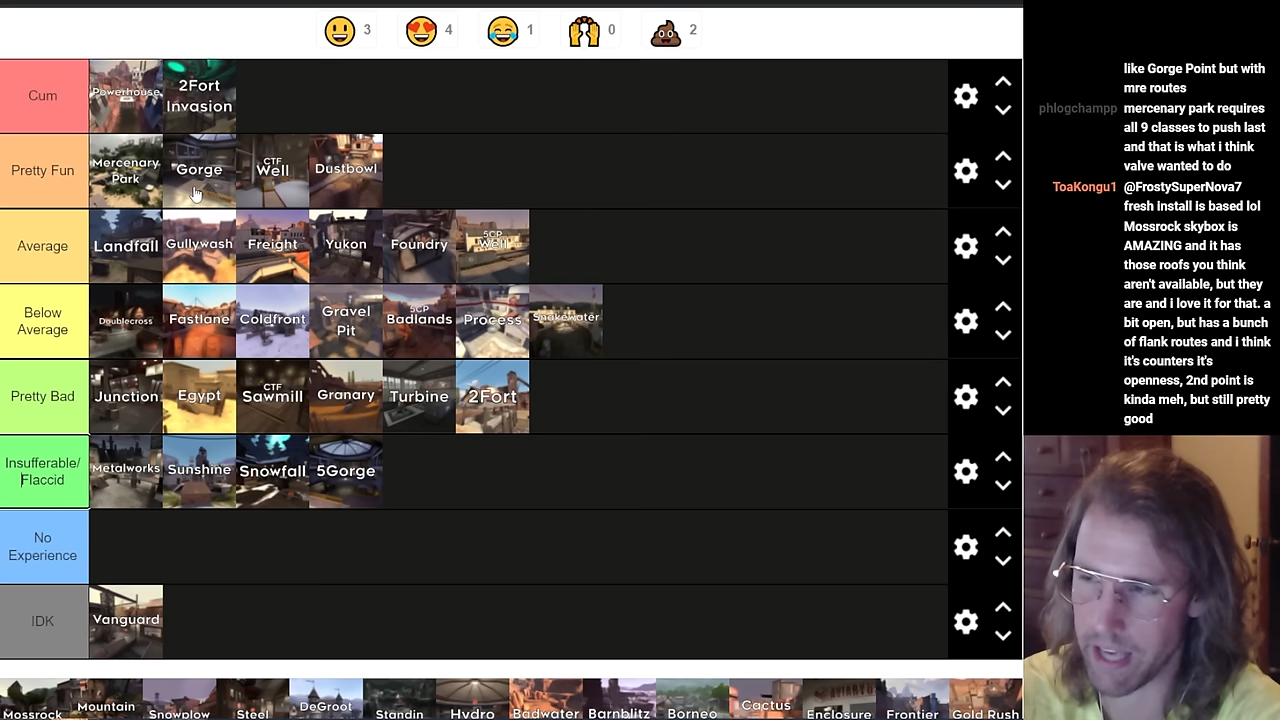 3
4
1
0
2
Cum
Powerhouse
2Fort
Invasion
Pretty Fun
Mercenary
Park
Gorge
CTF
Well
Dustbowl
Average
Landfall
Gullywash
Freight
Yukon
Foundry
5CP
Well
Below
Average
Doublecross
Fastlane
Coldfront
Gravel
Pit
5CP
Badlands
Process
Snakewater
Pretty Bad
Junction
Egypt
CTF
Sawmill
Granary
Turbine
2Fort
Insufferable/
Flaccid
Metalworks
Sunshine
Snowfall
5Gorge
No
Experience
IDK
Vanguard
Mossrock
Mountain
Snowplow
Steel
DeGroot
Standin
Hydro
Badwater
Barnblitz
Borneo
Cactus
Enclosure
Frontier
Gold Rush
like Gorge Point but with
mre routes
phlogchampp mercenary park requires
all 9 classes to push last
and that is what i think
valve wanted to do
ToaKongu1 @FrostySuperNova7
fresh install is based lol
Mossrock skybox is
AMAZING and it has
those roofs you think
aren't available, but they
are and i love it for that. a
bit open, but has a bunch
of flank routes and i think
it's counters it's
openness, 2nd point is
kinda meh, but still pretty
good